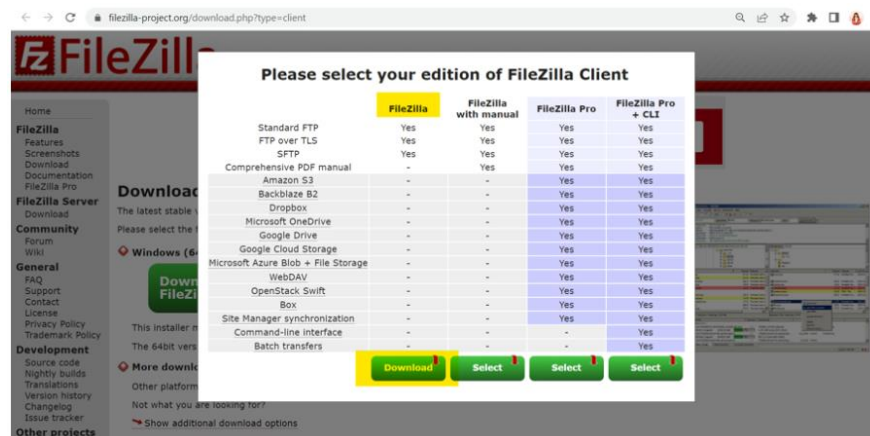 filezilla-project.org/download.php?type=client
FileZill
Please select your edition of FileZilla Client
FileZilla FileZilla with manual FileZilla Pro FileZilla Pro + CLI
Standard FTP Yes Yes Yes Yes
FTP over TLS Yes Yes Yes Yes
SFTP Yes Yes Yes Yes
Comprehensive PDF manual - Yes Yes Yes
Amazon S3 - - Yes Yes
Backblaze B2 - - Yes Yes
Dropbox - - Yes Yes
Microsoft OneDrive - - Yes Yes
Google Drive - - Yes Yes
Google Cloud Storage - - Yes Yes
Microsoft Azure Blob + File Storage - - Yes Yes
WebDAV - - Yes Yes
OpenStack Swift - - Yes Yes
Box - - Yes Yes
Site Manager synchronization - - Yes Yes
Command-line interface - - - Yes
Batch transfers - - - Yes
Download Select Select Select
Home
FileZilla
Features
Screenshots
Download
Documentation
FileZilla Pro
FileZilla Server
Download
Community
Forum
Wiki
General
FAQ
Support
Contact
License
Privacy Policy
Trademark Policy
Development
Source code
Nightly builds
Translations
Version history
Changelog
Issue tracker
Other projects
Downloa
The latest stable
Please select the
Windows (6
Down
FileZi
This installer
The 64bit vers
More downl
Other platform
Not what you are looking for?
Show additional download options